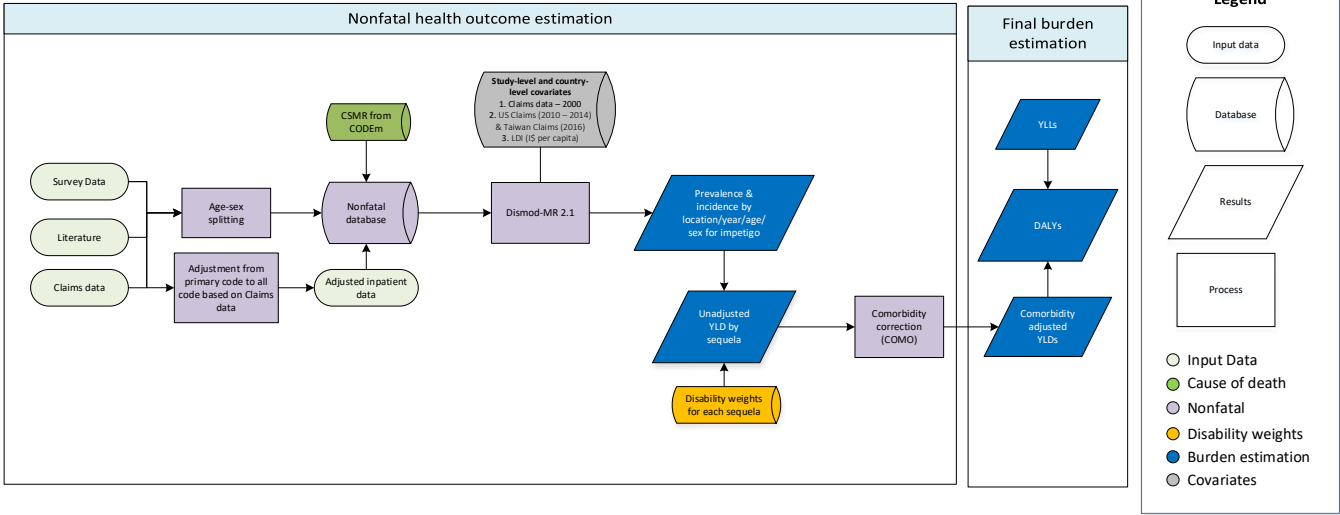 Nonfatal health outcome estimation
Final burden
estimation
Survey Data
Literature
Claims data
Age-sex
splitting
Adjustment from
primary code to all
code based on Claims
data
CSMR from
CODEm
Nonfatal
database
Adjusted inpatient
data
Study-level and country-
level covariates
1. Claims data – 2000
2. US Claims (2010 – 2014)
& Taiwan Claims (2016)
3. LDI (I$ per capita)
Dismod-MR 2.1
Prevalence &
incidence by
location/year/age/
sex for impetigo
Unadjusted
YLD by
sequela
Disability weights
for each sequela
Comorbidity
correction
(COMO)
YLLs
DALYs
Comorbidity
adjusted
YLDs
Legend
Input data
Database
Results
Process
Input Data
Cause of death
Nonfatal
Disability weights
Burden estimation
Covariates